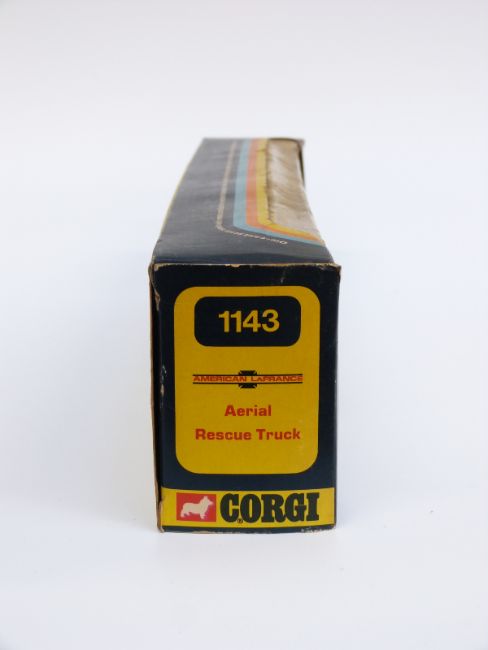 1143
AMERICAN LaFRANCE
Aerial
Rescue Truck
CORGI